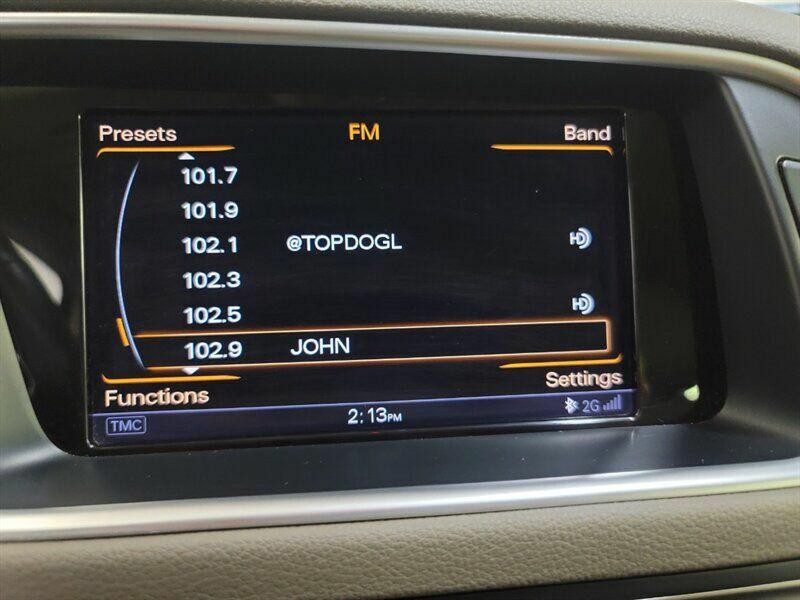 Presets FM Band
101.7
101.9
102.1 @TOPDOGL HD
102.3
102.5 HD
102.9 JOHN
Functions Settings
TMC 2:13PM 2G